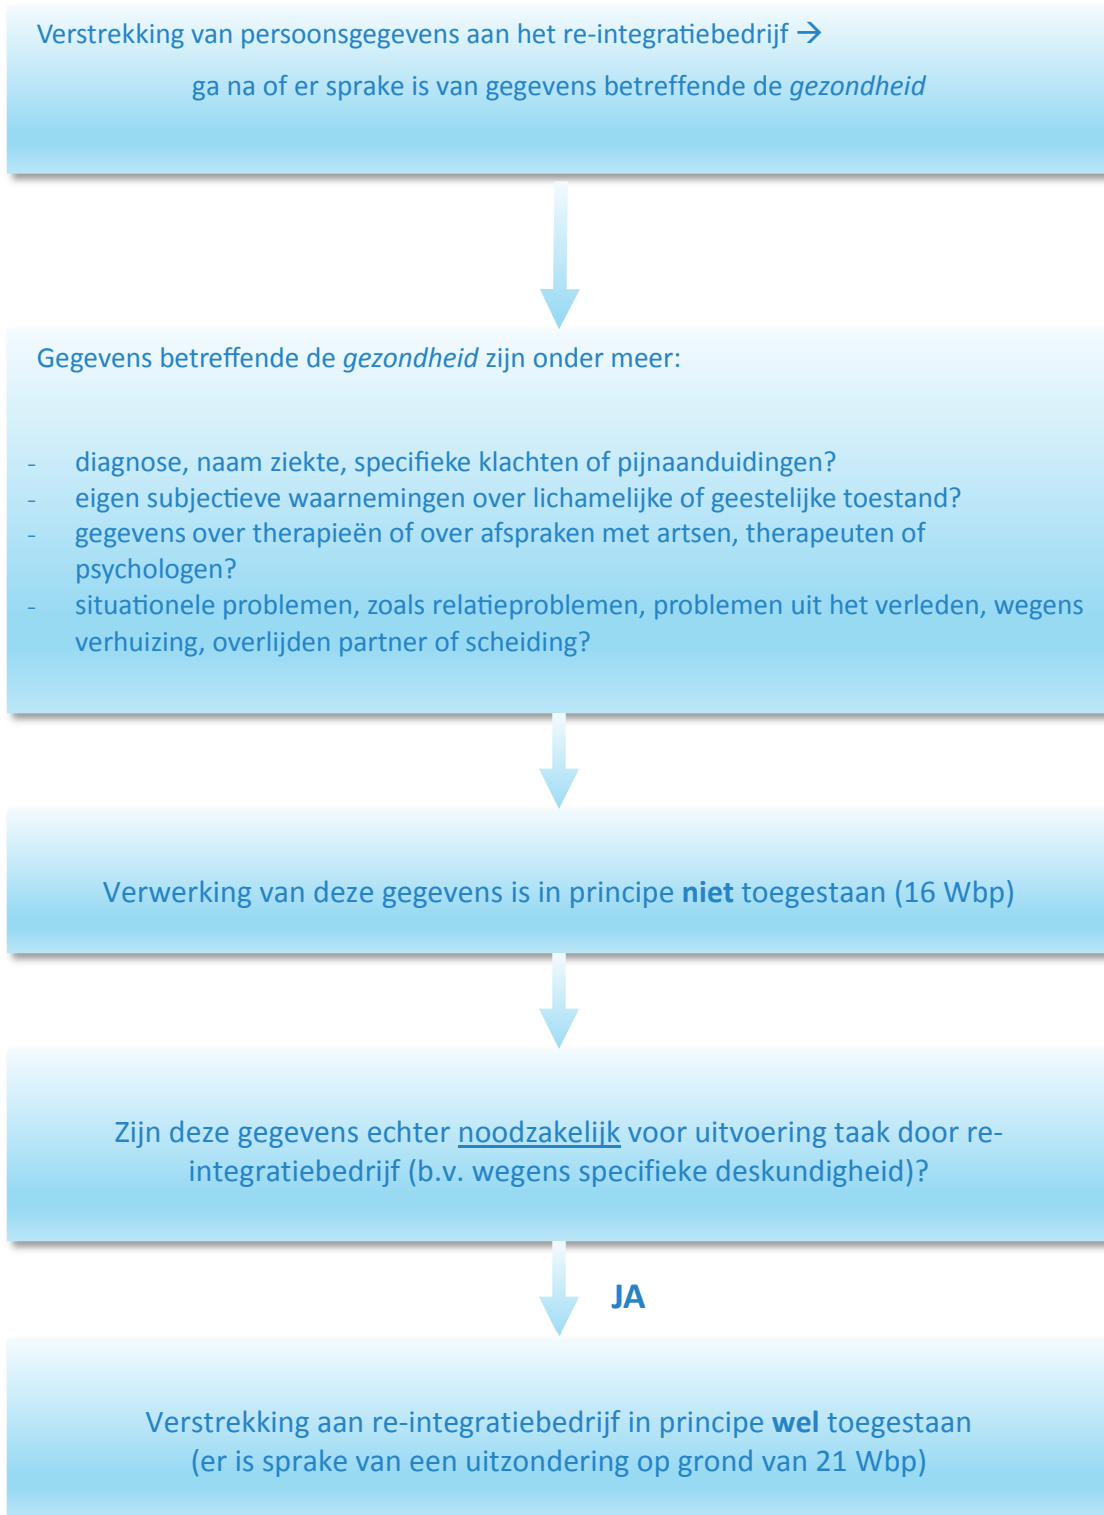 Verstrekking van persoonsgegevens aan het re-integratiebedrijf →
ga na of er sprake is van gegevens betreffende de gezondheid
Gegevens betreffende de gezondheid zijn onder meer:
- diagnose, naam ziekte, specifieke klachten of pijnaanduidingen?
- eigen subjectieve waarnemingen over lichamelijke of geestelijke toestand?
- gegevens over therapieën of over afspraken met artsen, therapeuten of
psychologen?
- situationele problemen, zoals relatieproblemen, problemen uit het verleden, wegens
verhuizing, overlijden partner of scheiding?
Verwerking van deze gegevens is in principe niet toegestaan (16 Wbp)
Zijn deze gegevens echter noodzakelijk voor uitvoering taak door re-
integratiebedrijf (b.v. wegens specifieke deskundigheid)?
JA
Verstrekking aan re-integratiebedrijf in principe wel toegestaan
(er is sprake van een uitzondering op grond van 21 Wbp)